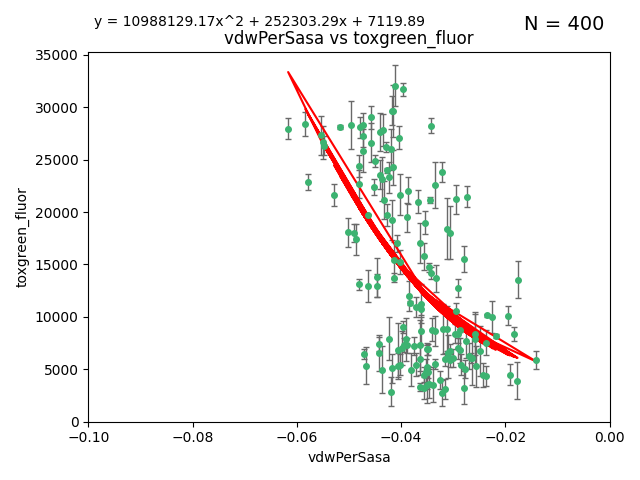 y = 10988129.17x^2 + 252303.29x + 7119.89
N = 400
vdwPerSasa vs toxgreen_fluor
35000
30000
25000
20000
15000
10000
5000
0
toxgreen_fluor
−0.10
−0.08
−0.06
−0.04
−0.02
0.00
vdwPerSasa